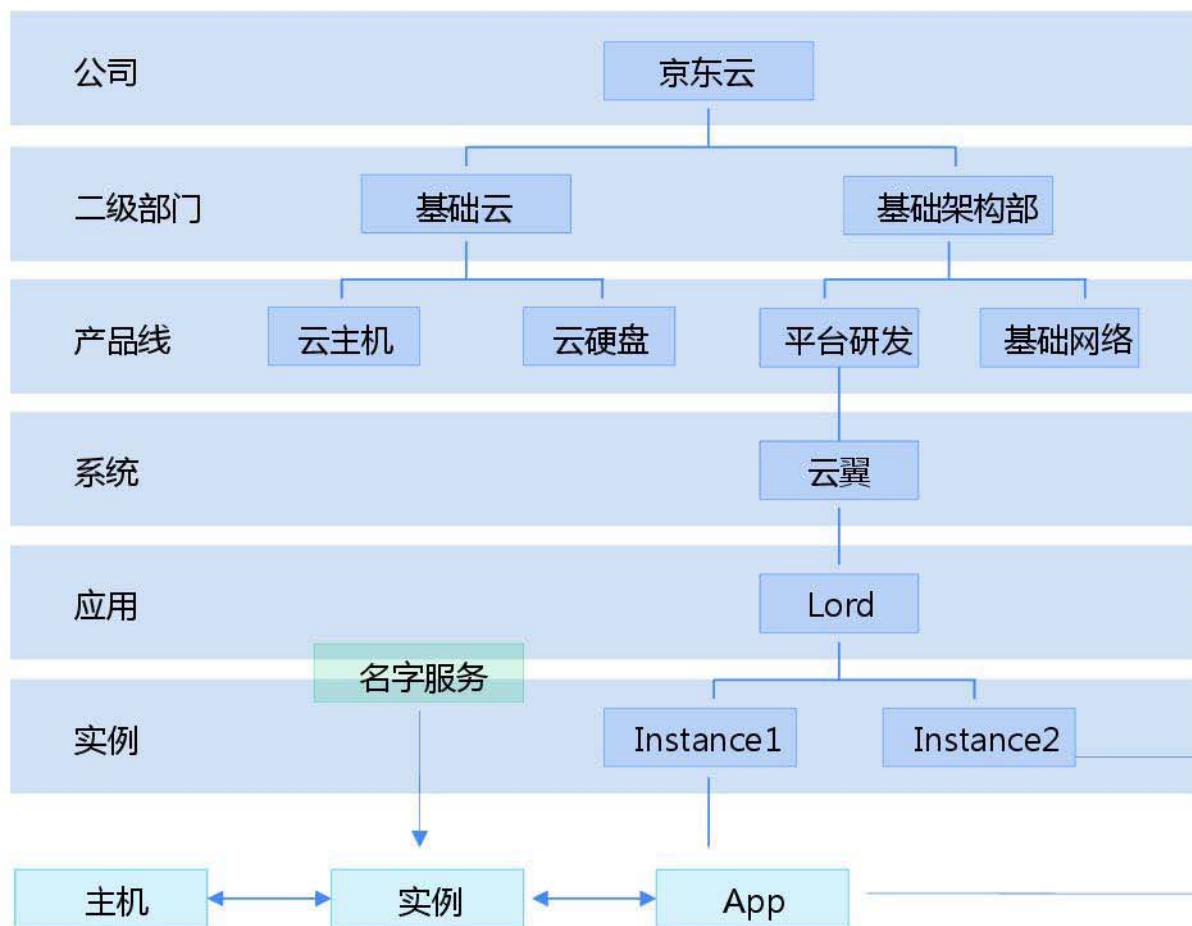 公司
京东云
二级部门
基础云
基础架构部
产品线
云主机
云硬盘
平台研发
基础网络
系统
云翼
应用
Lord
名字服务
实例
Instance1
Instance2
主机
实例
App